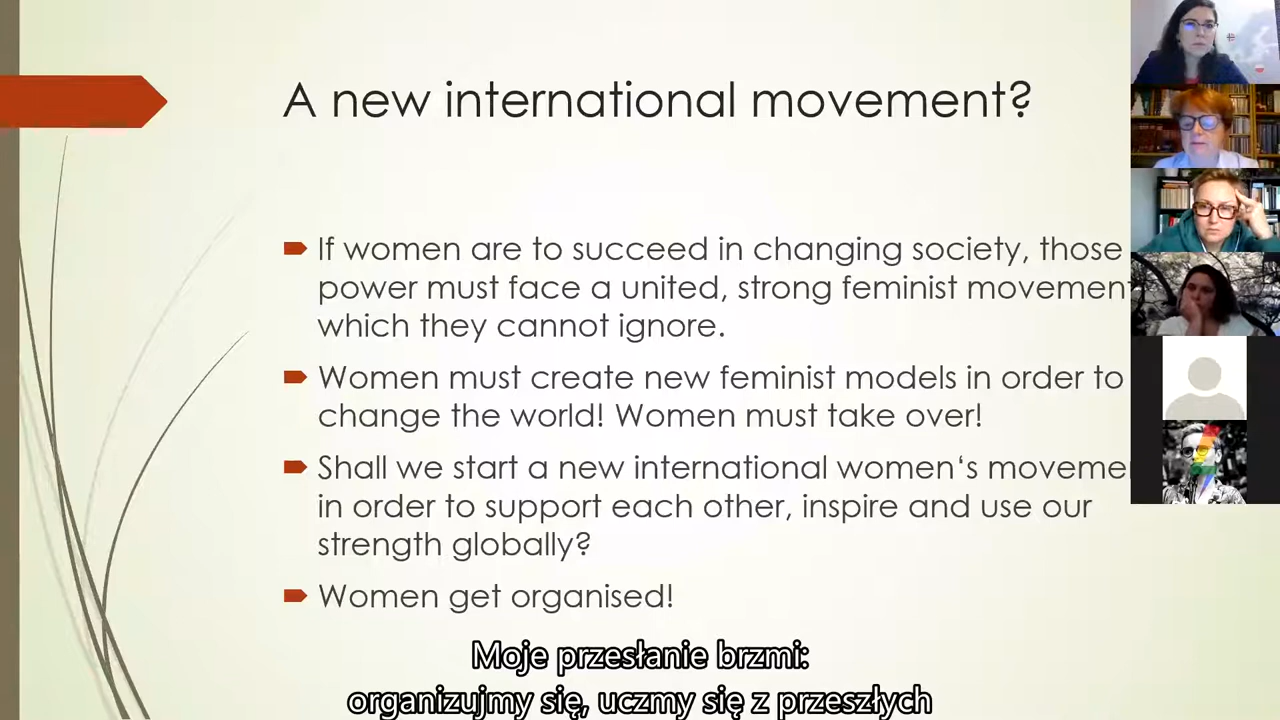 A new international movement?
If women are to succeed in changing society, those
power must face a united, strong feminist movement
which they cannot ignore.
Women must create new feminist models in order to
change the world! Women must take over!
Shall we start a new international women‘s moveme
in order to support each other, inspire and use our
strength globally?
Women get organised!
Moje przesłanie brzmi:
organizujmy się, uczmy się z przeszłych